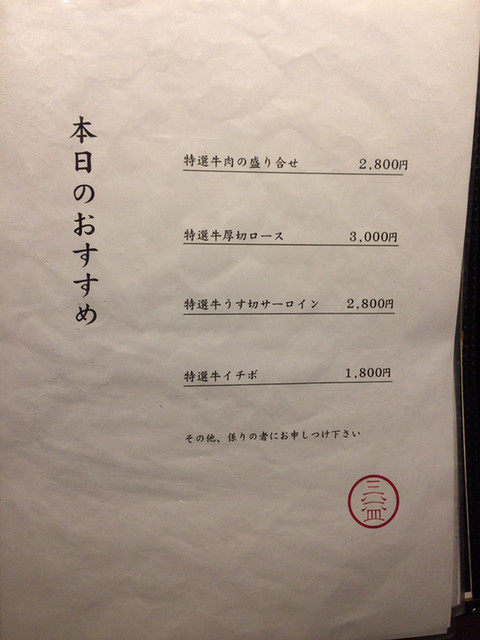 本日のおすすめ
特選牛肉の盛り合せ 2,800円
特選牛厚切ロース 3,000円
特選牛うす切サーロイン 2,800円
特選牛イチボ 1,800円
その他、係りの者にお申しつけ下さい